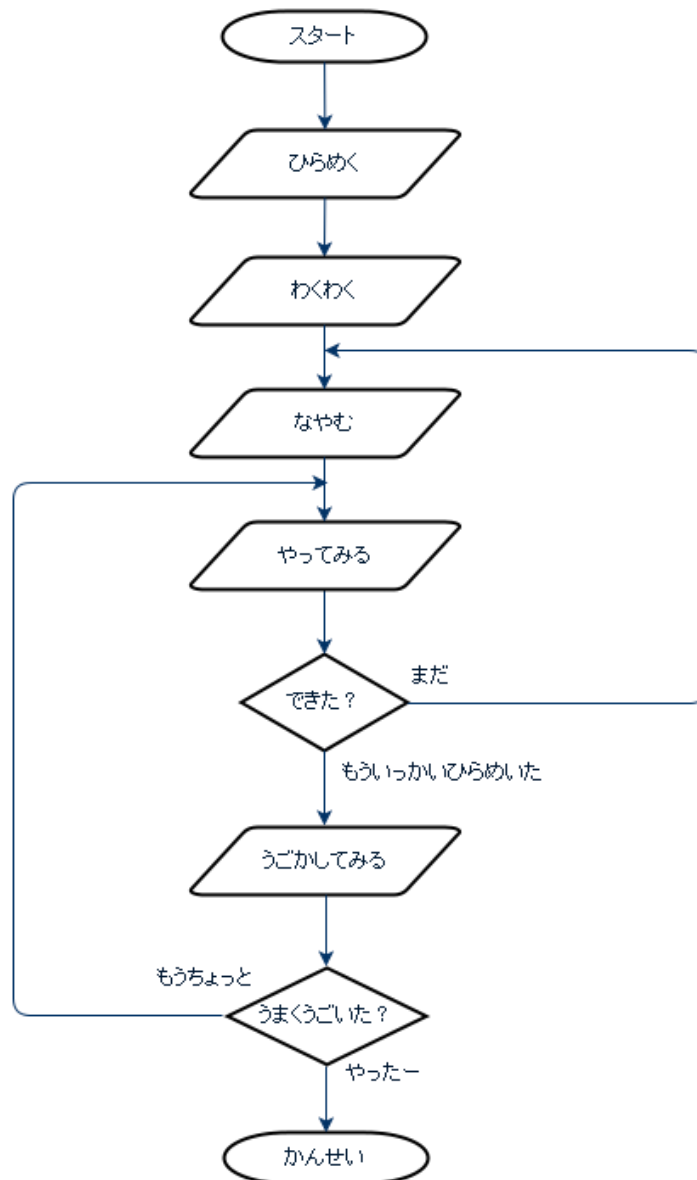 スタート
ひらめく
わくわく
なやむ
やってみる
できた？
まだ
もういっかいひらめいた
うごかしてみる
もうちょっと
うまくうごいた？
やったー
かんせい